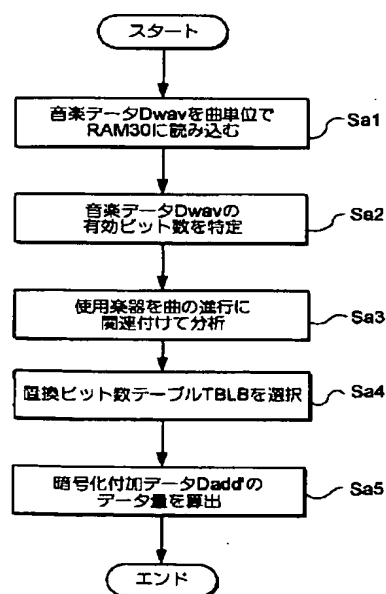 スタート
音楽データDwavを曲単位で
RAM30に読み込む
Sa1
音楽データDwavの
有効ビット数を特定
Sa2
使用楽器を曲の進行に
関連付けて分析
Sa3
置換ビット数テーブルTBLBを選択
Sa4
暗号化付加データDadd'の
データ量を算出
Sa5
エンド